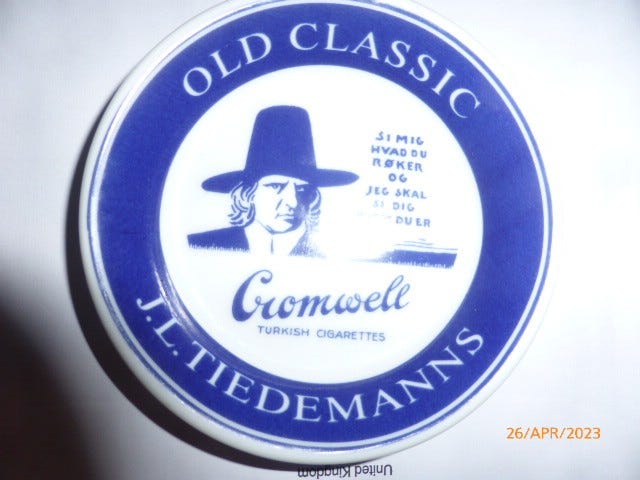 OLD CLASSIC
SI MIG
HVAD DU
RØKER
OG
JEG SKAL
SI DIG
DU ER
Cromwell
TURKISH CIGARETTES
J.L.TIEDEMANNS
26/APR/2023
United Kingdom